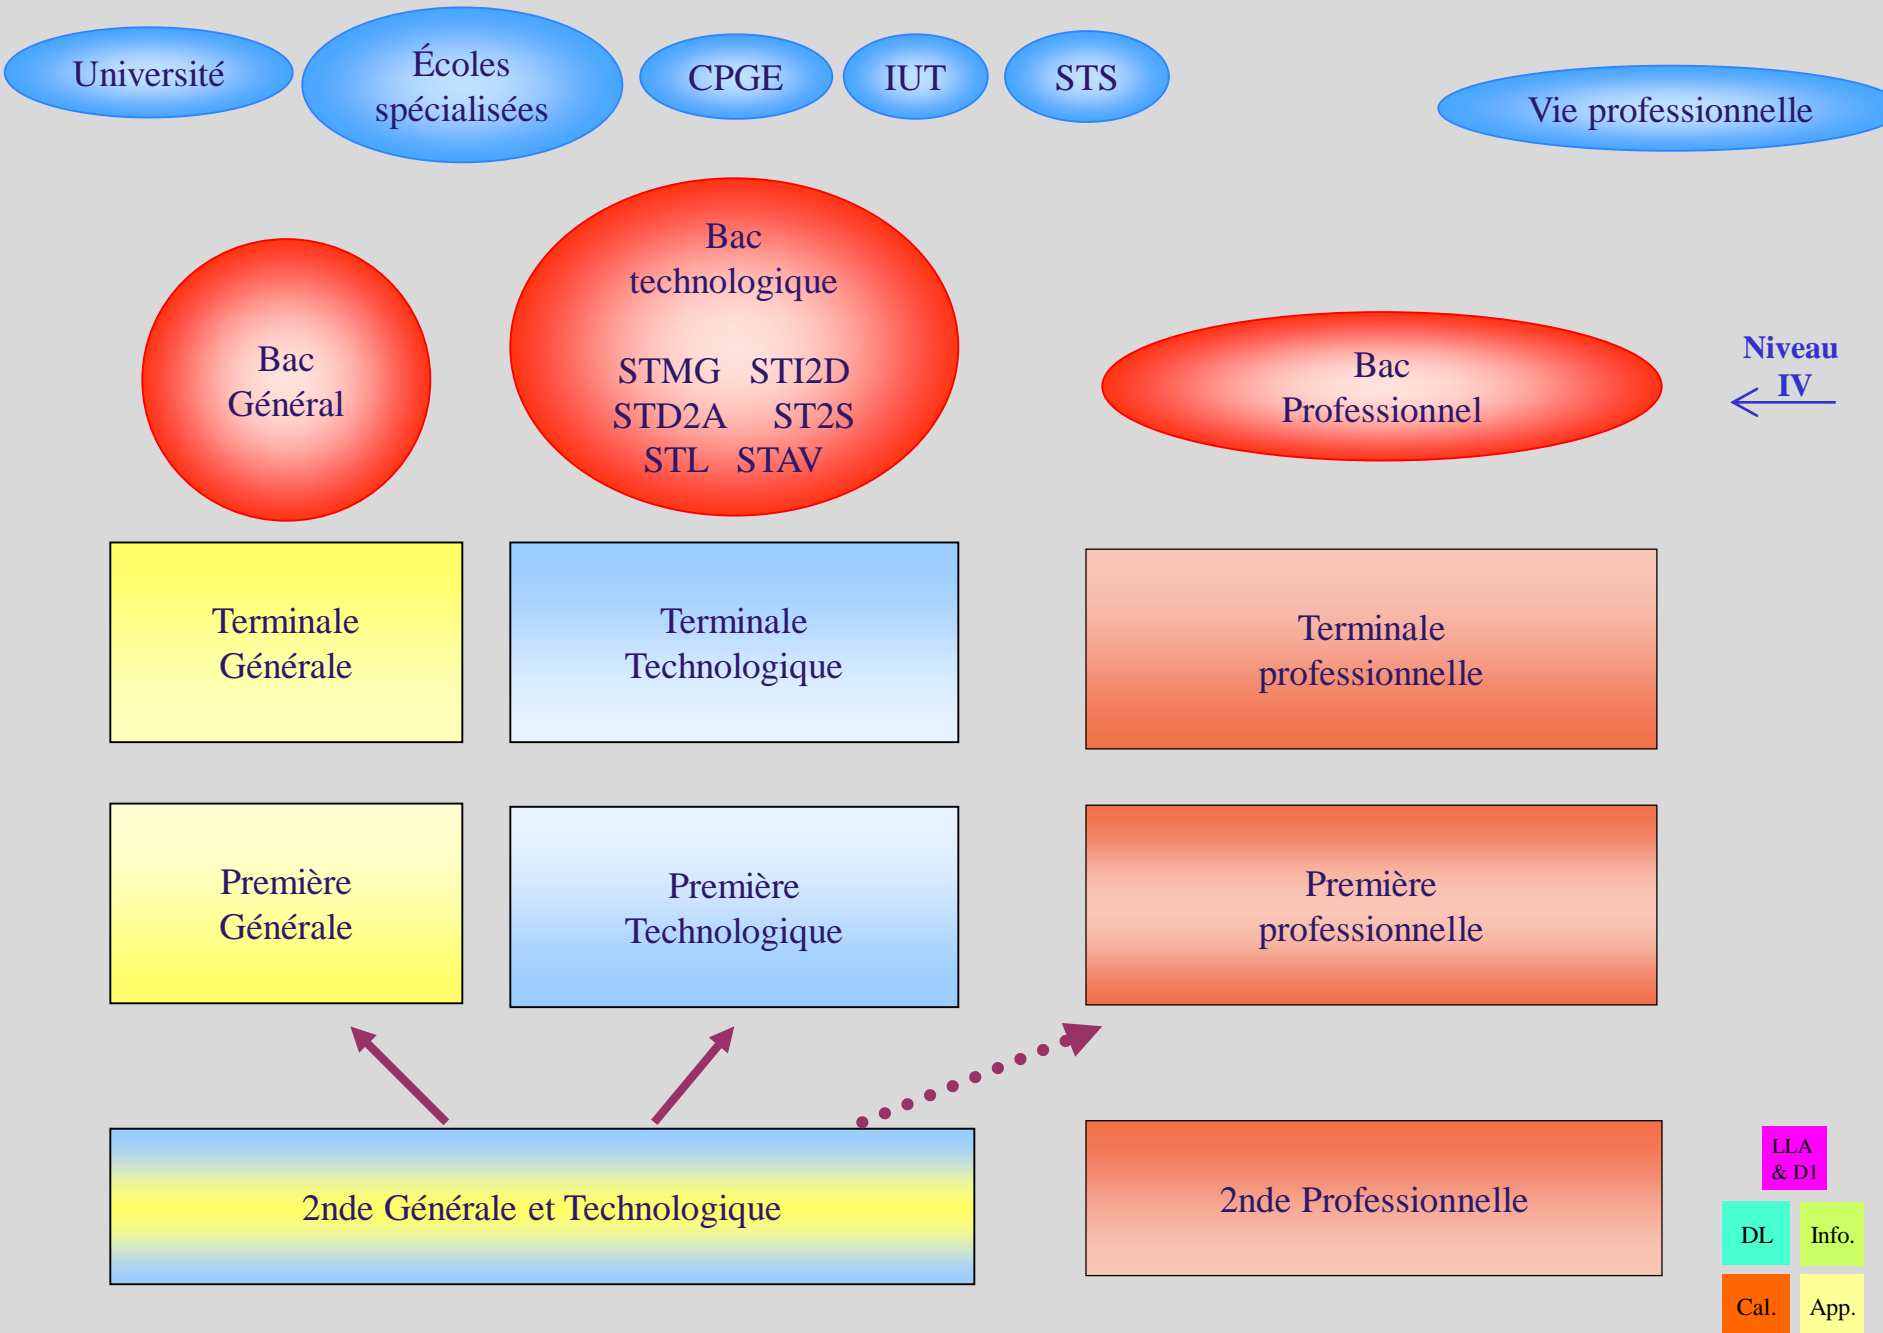 Université
Écoles
spécialisées
CPGE
IUT
STS
Vie professionnelle
Bac
Général
Bac
technologique
STMG STI2D
STD2A ST2S
STL STAV
Bac
Professionnel
Niveau
IV
Terminale
Générale
Terminale
Technologique
Terminale
professionnelle
Première
Générale
Première
Technologique
Première
professionnelle
2nde Générale et Technologique
2nde Professionnelle
LLA
& D1
DL
Info.
Cal.
App.